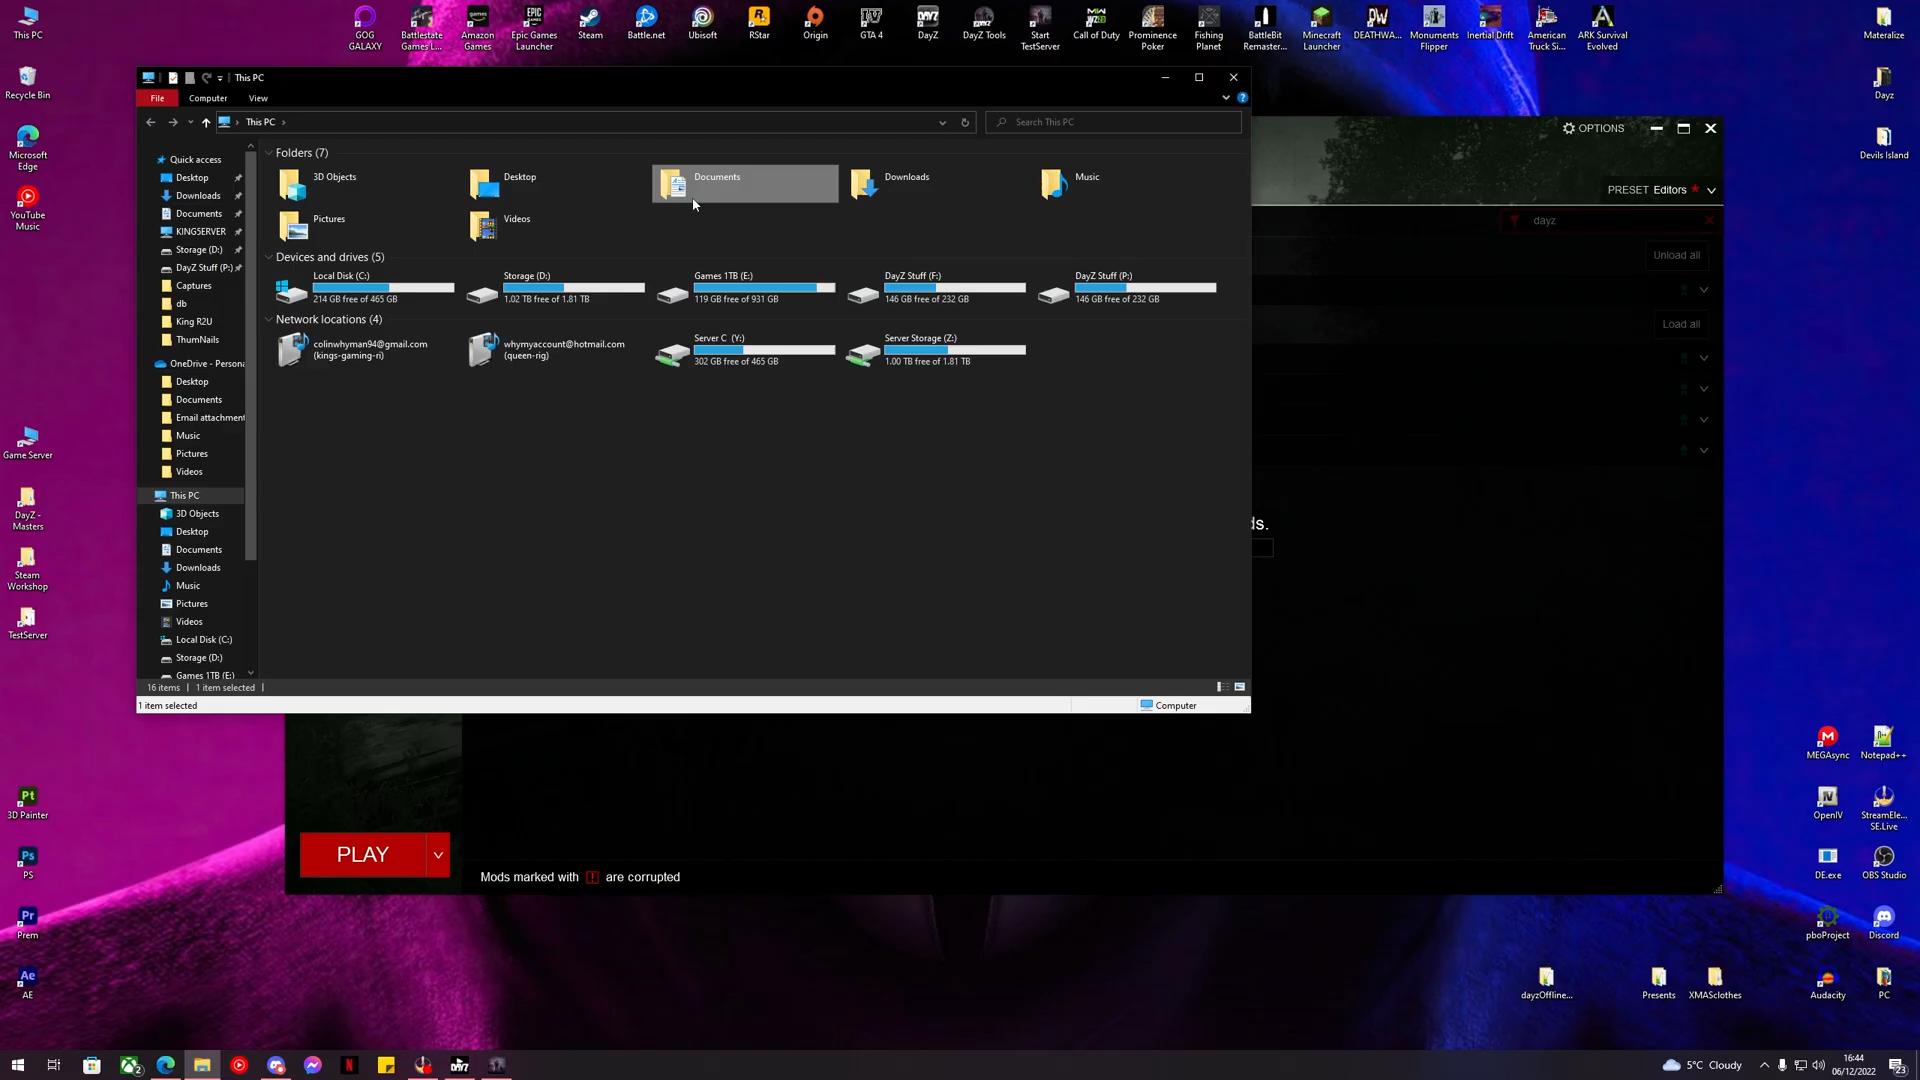 This PC
GOG
GALAXY
Battlestate
Games L...
Amazon
Games
Epic Games
Launcher
Steam
Battle.net
Ubisoft
RStar
Origin
GTA 4
DayZ
DayZ Tools
Start
TestServer
Call of Duty
Prominence
Poker
Fishing
Planet
BattleBit
Remaster...
Minecraft
Launcher
DEATHWA...
Monuments
Flipper
Inertial Drift
American
Truck Si...
ARK Survival
Evolved
Materalize
Recycle Bin
Microsoft
Edge
YouTube
Music
Game Server
DayZ -
Masters
Steam
Workshop
TestServer
3D Painter
PS
Prem
AE
Dayz
Devils Island
This PC
File
Computer
View
This PC
Search This PC
Quick access
Desktop
Downloads
Documents
KINGSERVER
Storage (D:)
DayZ Stuff (P:)
Captures
db
King R2U
ThumNails
OneDrive - Persona
Desktop
Documents
Email attachment
Music
Pictures
Videos
This PC
3D Objects
Desktop
Documents
Downloads
Music
Pictures
Videos
Local Disk (C:)
Storage (D:)
Games 1TB (E:)
Folders (7)
3D Objects
Desktop
Documents
Downloads
Music
Pictures
Videos
Devices and drives (5)
Local Disk (C:)
214 GB free of 465 GB
Storage (D:)
1.02 TB free of 1.81 TB
Games 1TB (E:)
119 GB free of 931 GB
DayZ Stuff (F:)
146 GB free of 232 GB
DayZ Stuff (P:)
146 GB free of 232 GB
Network locations (4)
colinwhyman94@gmail.com
(kings-gaming-ri)
whymyaccount@hotmail.com
(queen-rig)
Server C (Y:)
302 GB free of 465 GB
Server Storage (Z:)
1.00 TB free of 1.81 TB
16 items
1 item selected
1 item selected
Computer
OPTIONS
PRESET Editors *
dayz
Unload all
Load all
ds.
PLAY
Mods marked with ! are corrupted
MEGAsync
Notepad++
OpenIV
StreamEle...
SE.Live
DE.exe
OBS Studio
pboProject
Discord
dayzOffline...
Presents
XMASclothes
Audacity
PC
5°C Cloudy
16:44
06/12/2022
23